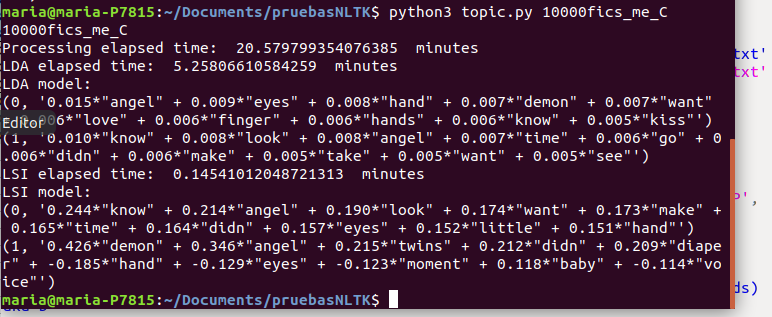 maria@maria-P7815:~/Documents/pruebasNLTK$ python3 topic.py 10000fics_me_C
10000fics_me_C
Processing elapsed time:  20.579799354076385  minutes
LDA elapsed time:  5.25806610584259  minutes
LDA model:
(0, '0.015*"angel" + 0.009*"eyes" + 0.008*"hand" + 0.007*"demon" + 0.007*"want"
Editor 06*"love" + 0.006*"finger" + 0.006*"hands" + 0.006*"know" + 0.005*"kiss"')
(1, '0.010*"know" + 0.008*"look" + 0.008*"angel" + 0.007*"time" + 0.006*"go" + 0
.006*"didn" + 0.006*"make" + 0.005*"take" + 0.005*"want" + 0.005*"see"')
LSI elapsed time:  0.14541012048721313  minutes
LSI model:
(0, '0.244*"know" + 0.214*"angel" + 0.190*"look" + 0.174*"want" + 0.173*"make" +
 0.165*"time" + 0.164*"didn" + 0.157*"eyes" + 0.152*"little" + 0.151*"hand"')
(1, '0.426*"demon" + 0.346*"angel" + 0.215*"twins" + 0.212*"didn" + 0.209*"diape
r" + -0.185*"hand" + -0.129*"eyes" + -0.123*"moment" + 0.118*"baby" + -0.114*"vo
ice"')
maria@maria-P7815:~/Documents/pruebasNLTK$
txt'
txt'
',
ds)